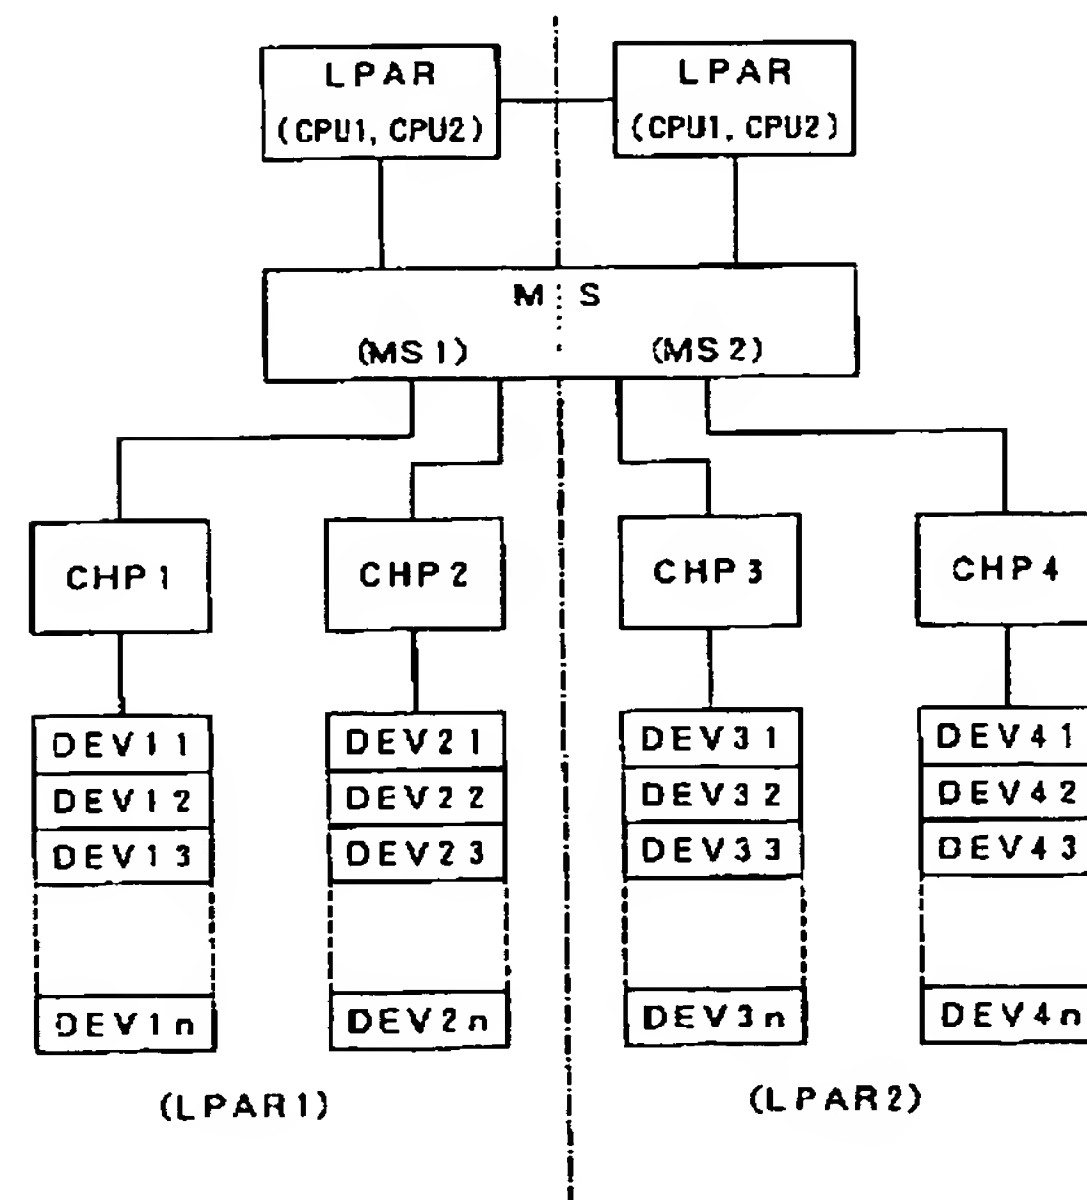 LPAR
(CPU1, CPU2)
LPAR
(CPU1, CPU2)
MS
(MS1)
(MS2)
CHP1
CHP2
CHP3
CHP4
DEV11
DEV12
DEV13
DEV1n
DEV21
DEV22
DEV23
DEV2n
DEV31
DEV32
DEV33
DEV3n
DEV41
DEV42
DEV43
DEV4n
(LPAR1)
(LPAR2)